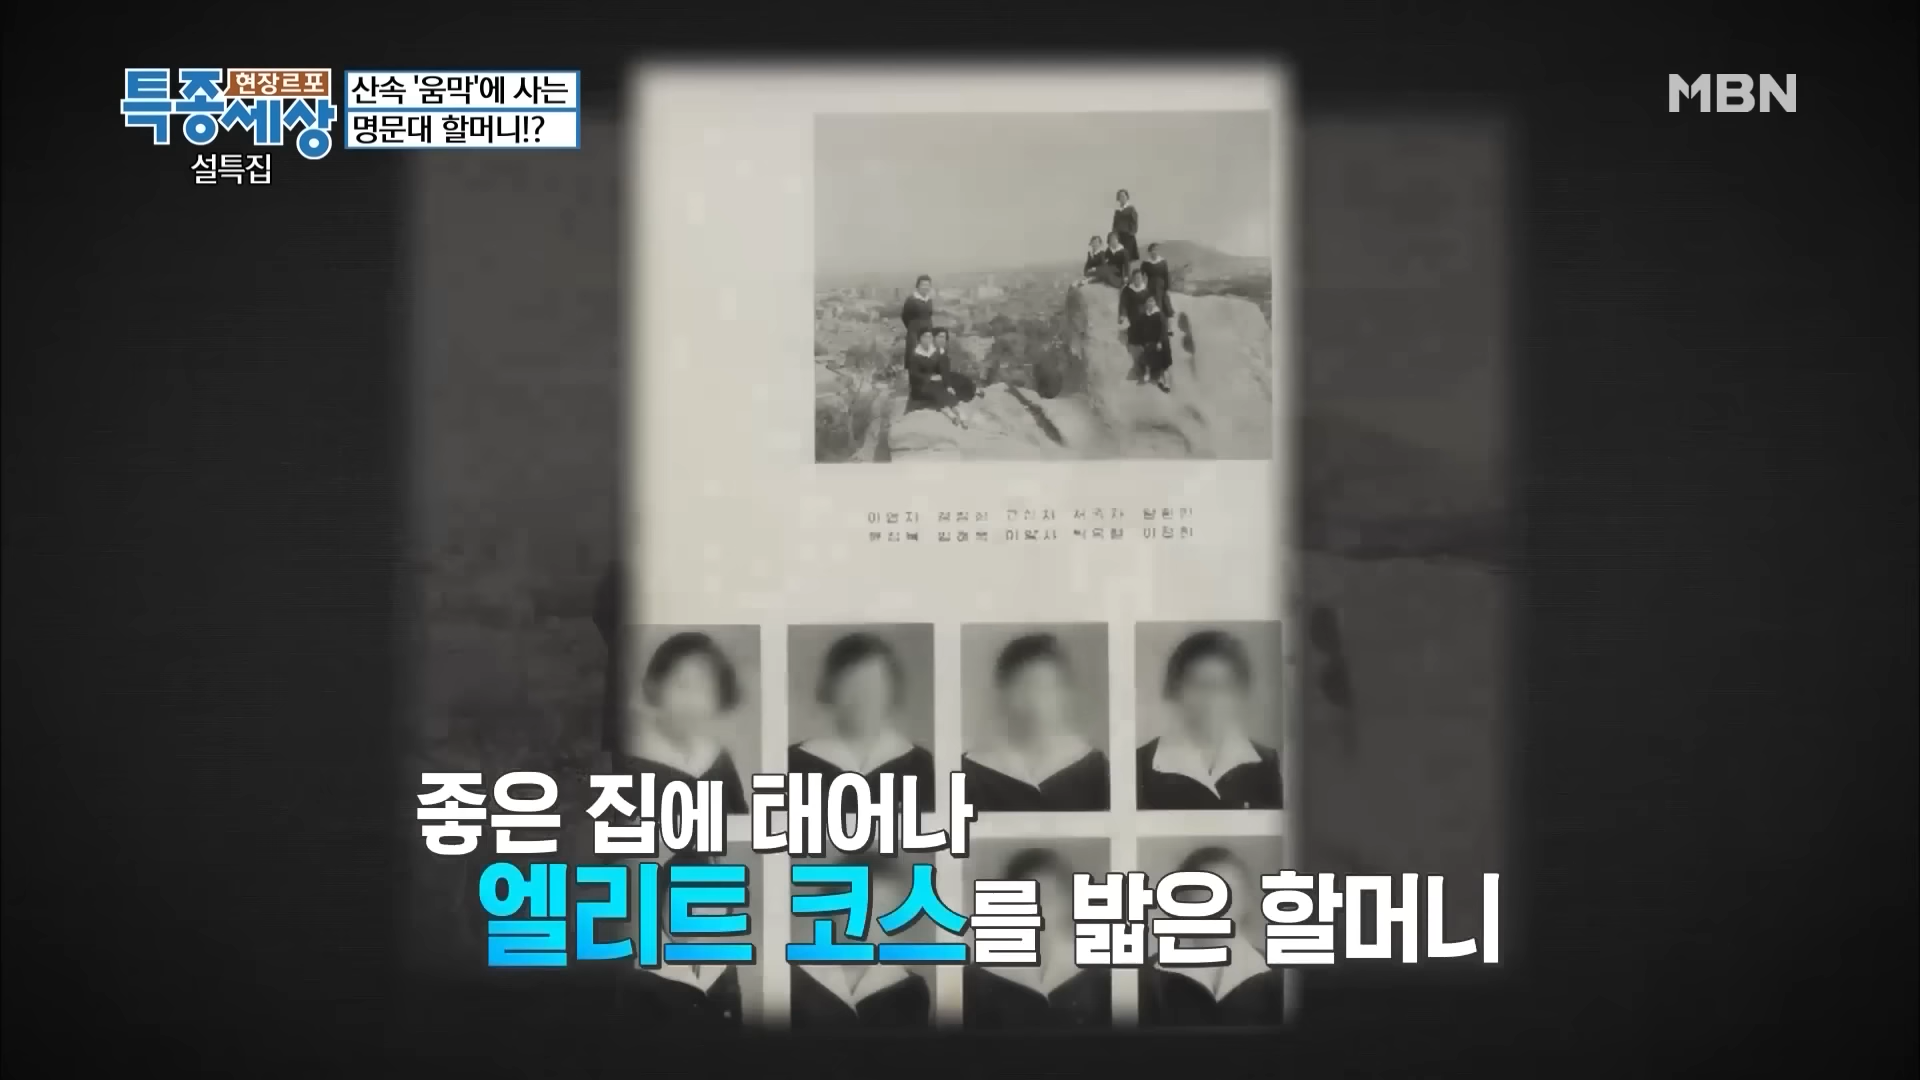 현장르포
특종세상
설특집
산속 '움막'에 사는
명문대 할머니!?
MBN
좋은 집에 태어나
엘리트 코스를 밟은 할머니